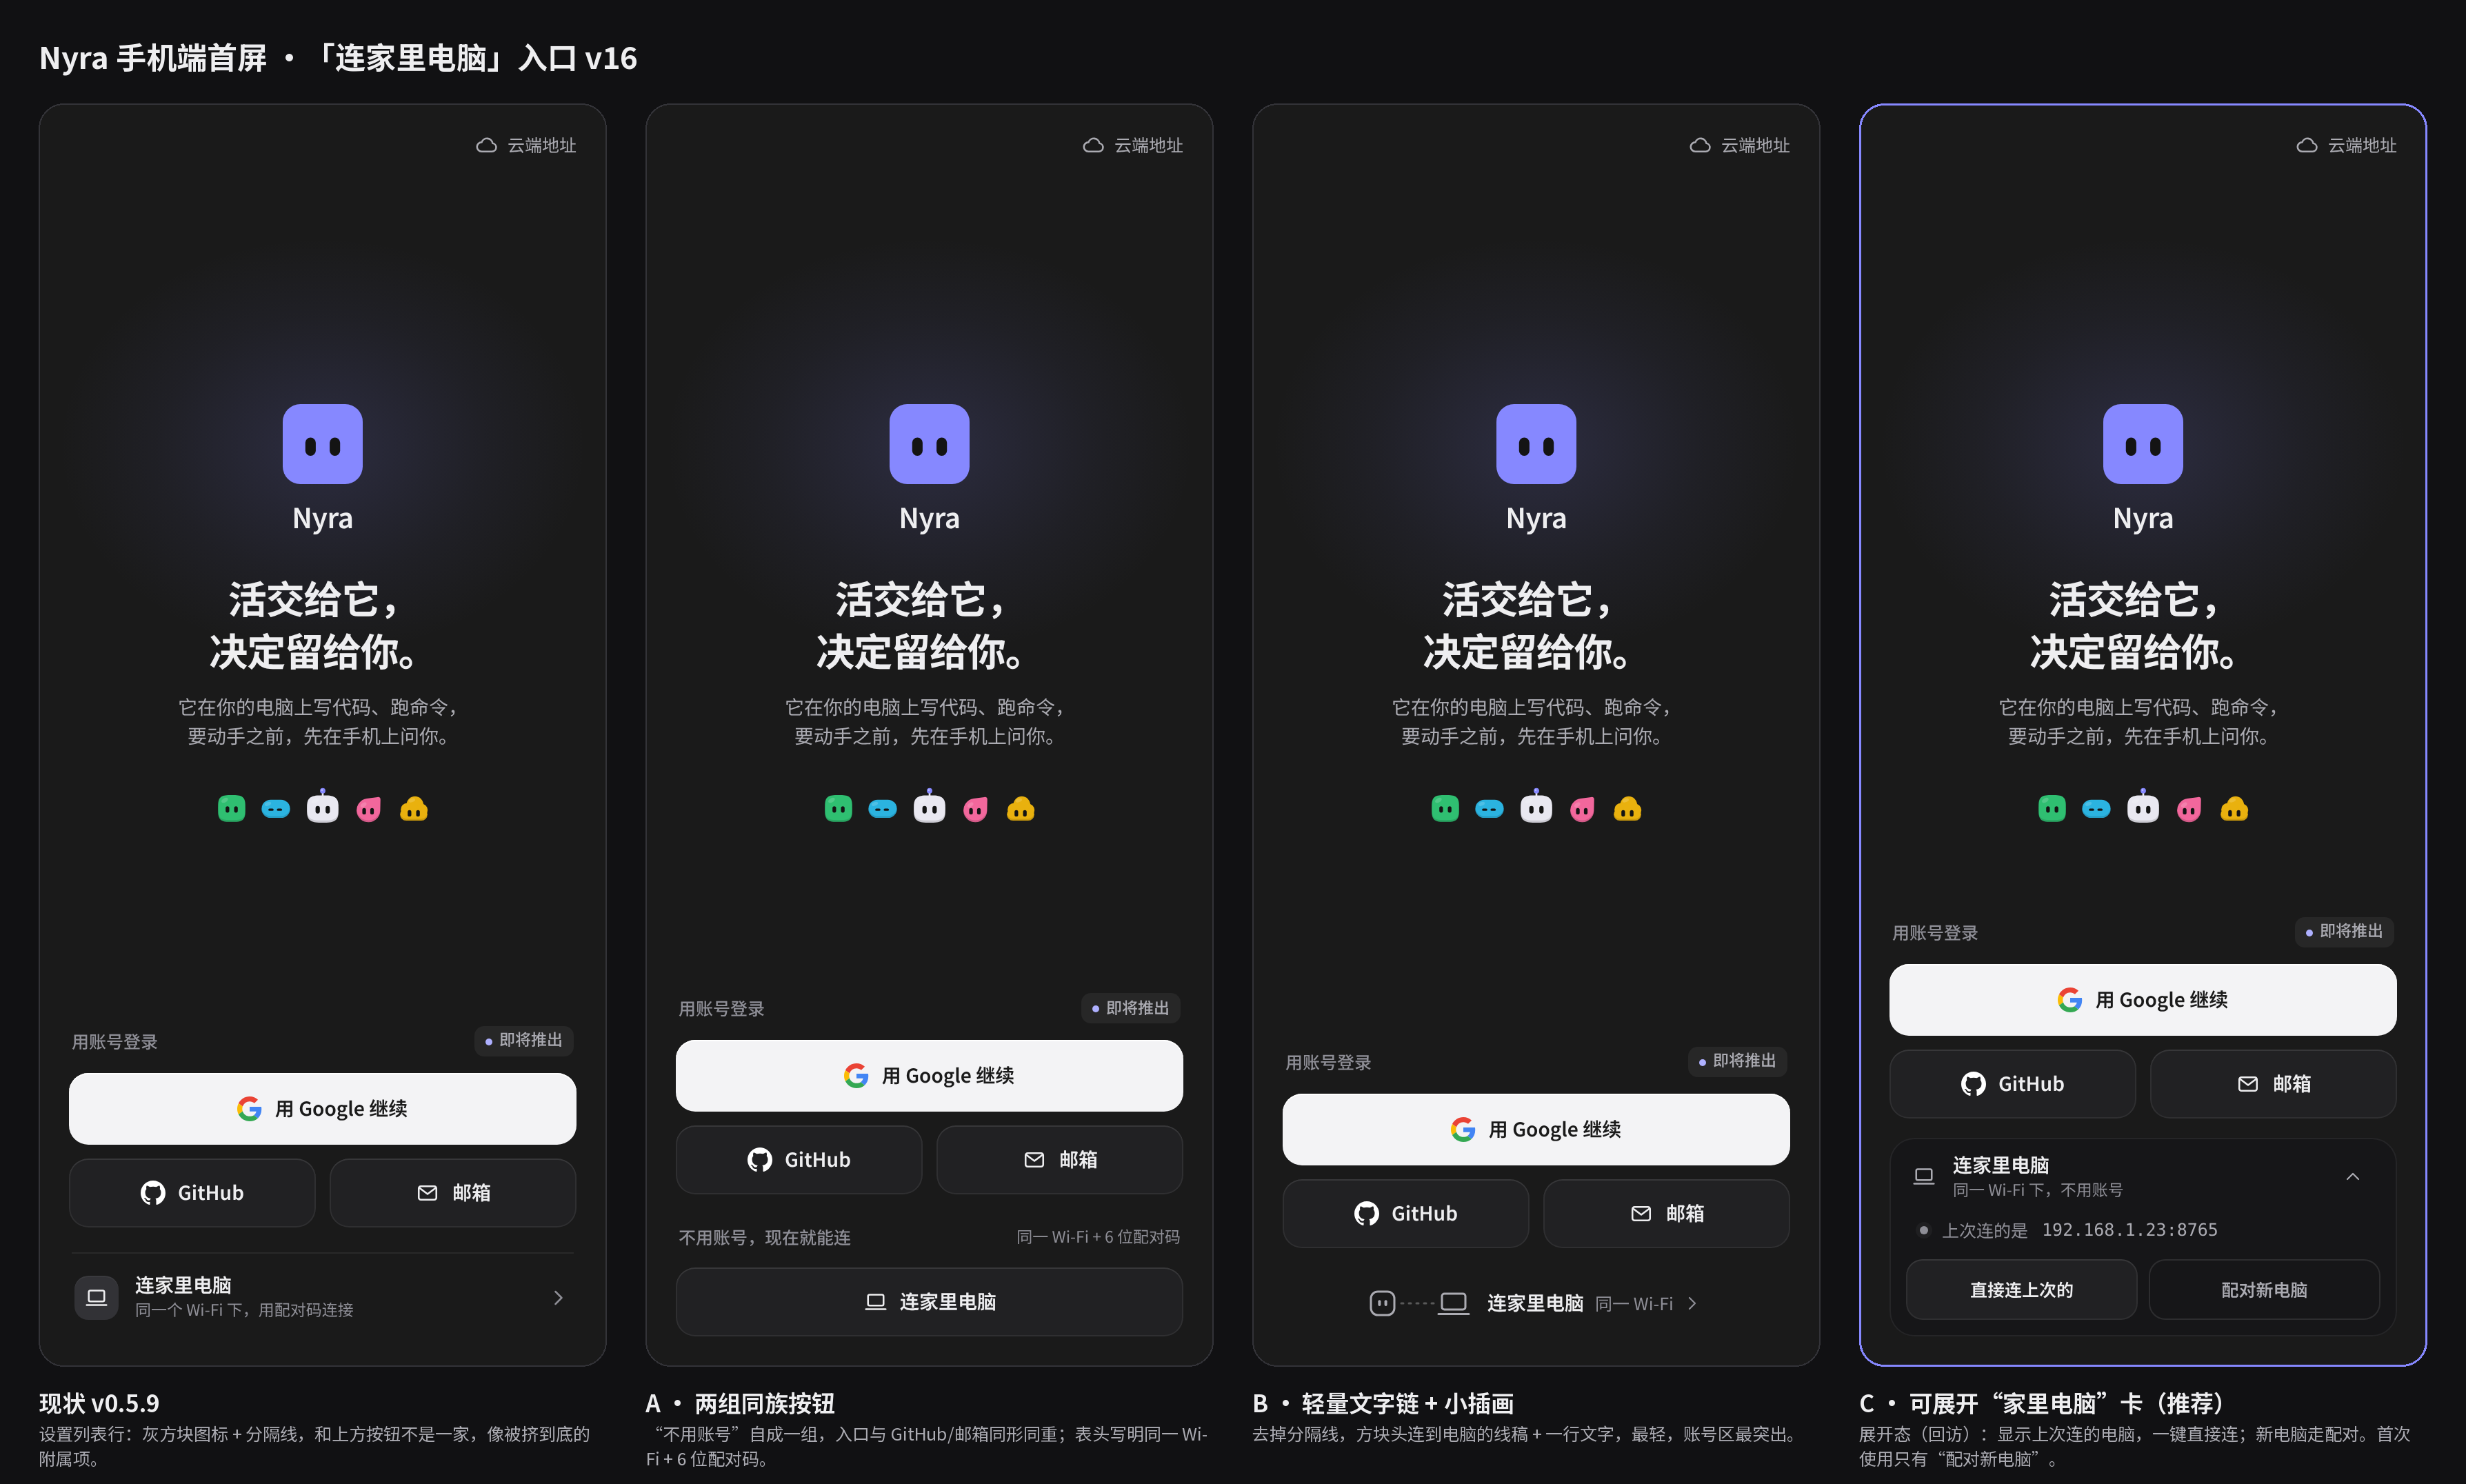 Nyra 手机端首屏 · 「连家里电脑」入口 v16
云端地址
Nyra
活交给它，
决定留给你。
它在你的电脑上写代码、跑命令，
要动手之前，先在手机上问你。
用账号登录
即将推出
用 Google 继续
GitHub
邮箱
连家里电脑
同一个 Wi-Fi 下，用配对码连接
现状 v0.5.9
设置列表行：灰方块图标 + 分隔线，和上方按钮不是一家，像被挤到底的
附属项。
云端地址
Nyra
活交给它，
决定留给你。
它在你的电脑上写代码、跑命令，
要动手之前，先在手机上问你。
用账号登录
即将推出
用 Google 继续
GitHub
邮箱
不用账号，现在就能连
同一 Wi-Fi + 6 位配对码
连家里电脑
A · 两组同族按钮
“不用账号”自成一组，入口与 GitHub/邮箱同形同重；表头写明同一 Wi-
Fi + 6 位配对码。
云端地址
Nyra
活交给它，
决定留给你。
它在你的电脑上写代码、跑命令，
要动手之前，先在手机上问你。
用账号登录
即将推出
用 Google 继续
GitHub
邮箱
连家里电脑 同一 Wi-Fi
B · 轻量文字链 + 小插画
去掉分隔线，方块头连到电脑的线稿 + 一行文字，最轻，账号区最突出。
云端地址
Nyra
活交给它，
决定留给你。
它在你的电脑上写代码、跑命令，
要动手之前，先在手机上问你。
用账号登录
即将推出
用 Google 继续
GitHub
邮箱
连家里电脑
同一 Wi-Fi 下，不用账号
上次连的是 192.168.1.23:8765
直接连上次的
配对新电脑
C · 可展开“家里电脑”卡（推荐）
展开态（回访）：显示上次连的电脑，一键直接连；新电脑走配对。首次
使用只有“配对新电脑”。